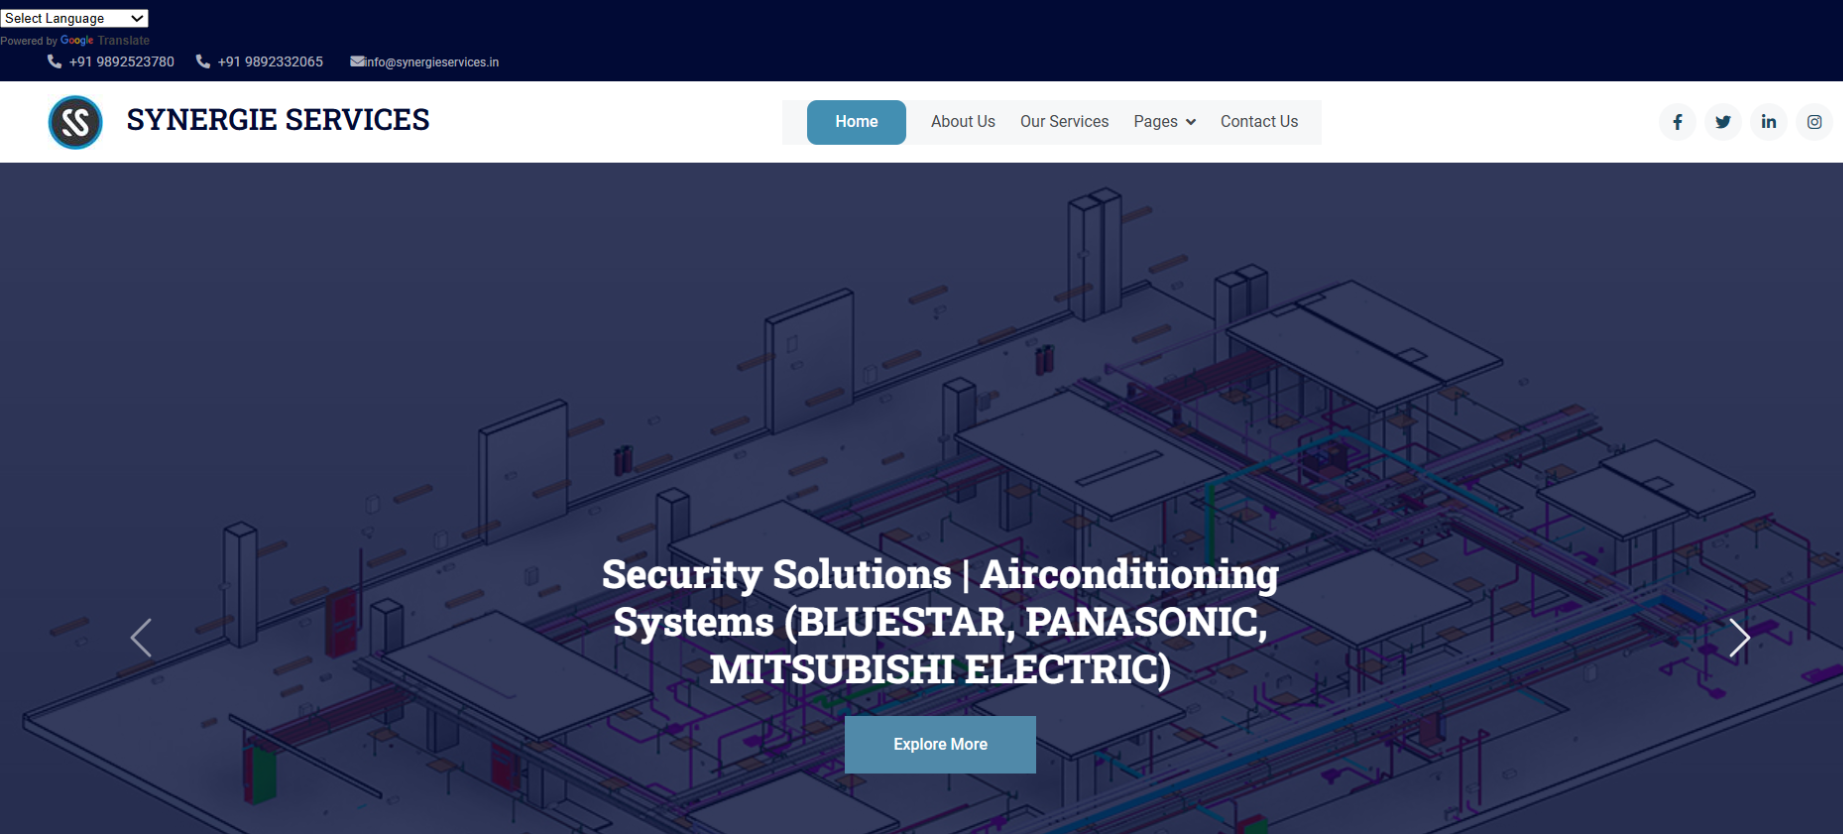 Select Language
Powered by Google Translate
+91 9892523780 +91 9892332065 info@synergieservices.in
SS SYNERGIE SERVICES
Home About Us Our Services Pages Contact Us
Security Solutions | Airconditioning
Systems (BLUESTAR, PANASONIC,
MITSUBISHI ELECTRIC)
Explore More